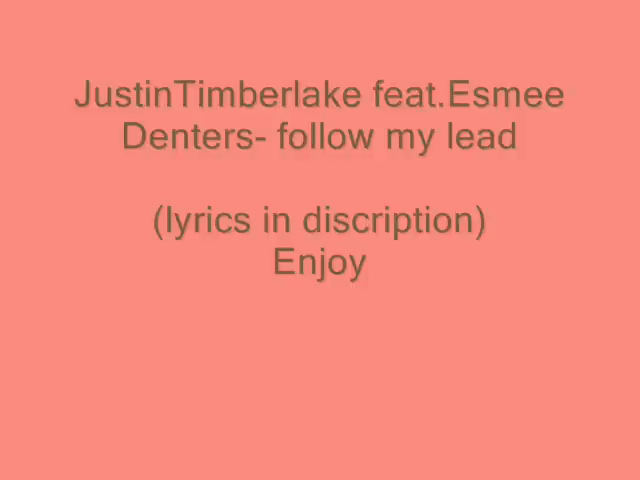 JustinTimberlake feat.Esmee
Denters- follow my lead
(lyrics in discription)
Enjoy